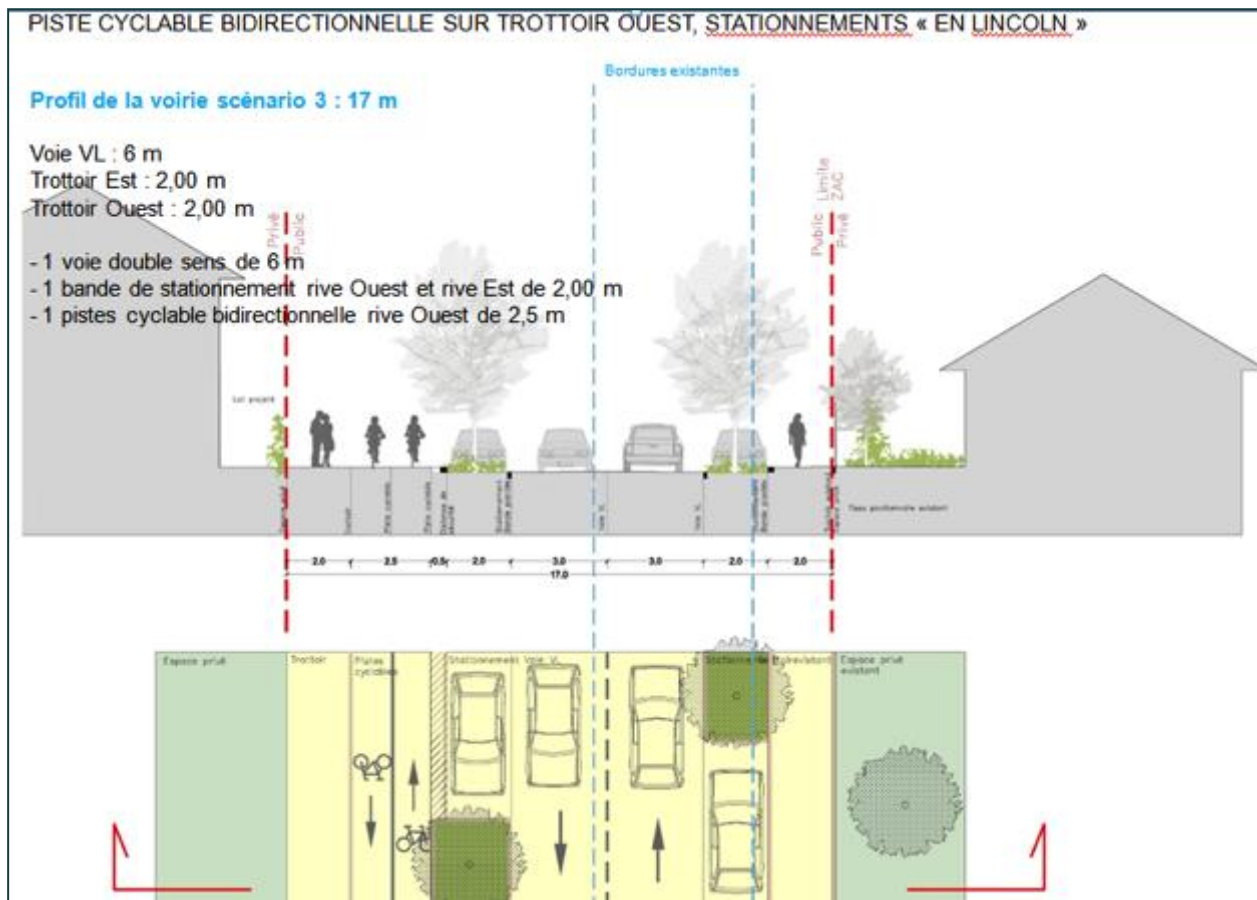 PISTE CYCLABLE BIDIRECTIONNELLE SUR TROTTOIR OUEST, STATIONNEMENTS « EN LINCOLN »
Bordures existantes
Profil de la voirie scénario 3 : 17 m
Voie VL : 6 m
Trottoir Est : 2,00 m
Trottoir Ouest : 2,00 m
Privé
Public
Public
Privé
Limite
ZAC
- 1 voie double sens de 6 m
- 1 bande de stationnement rive Ouest et rive Est de 2,00 m
- 1 pistes cyclable bidirectionnelle rive Ouest de 2,5 m
2.0 2.5 0.5 2.0 3.0 3.0 2.0 2.0
17.0
Espace privé
Trottoir
Pistes
cyclables
Stationnement Voie VL
Espace privé
existant